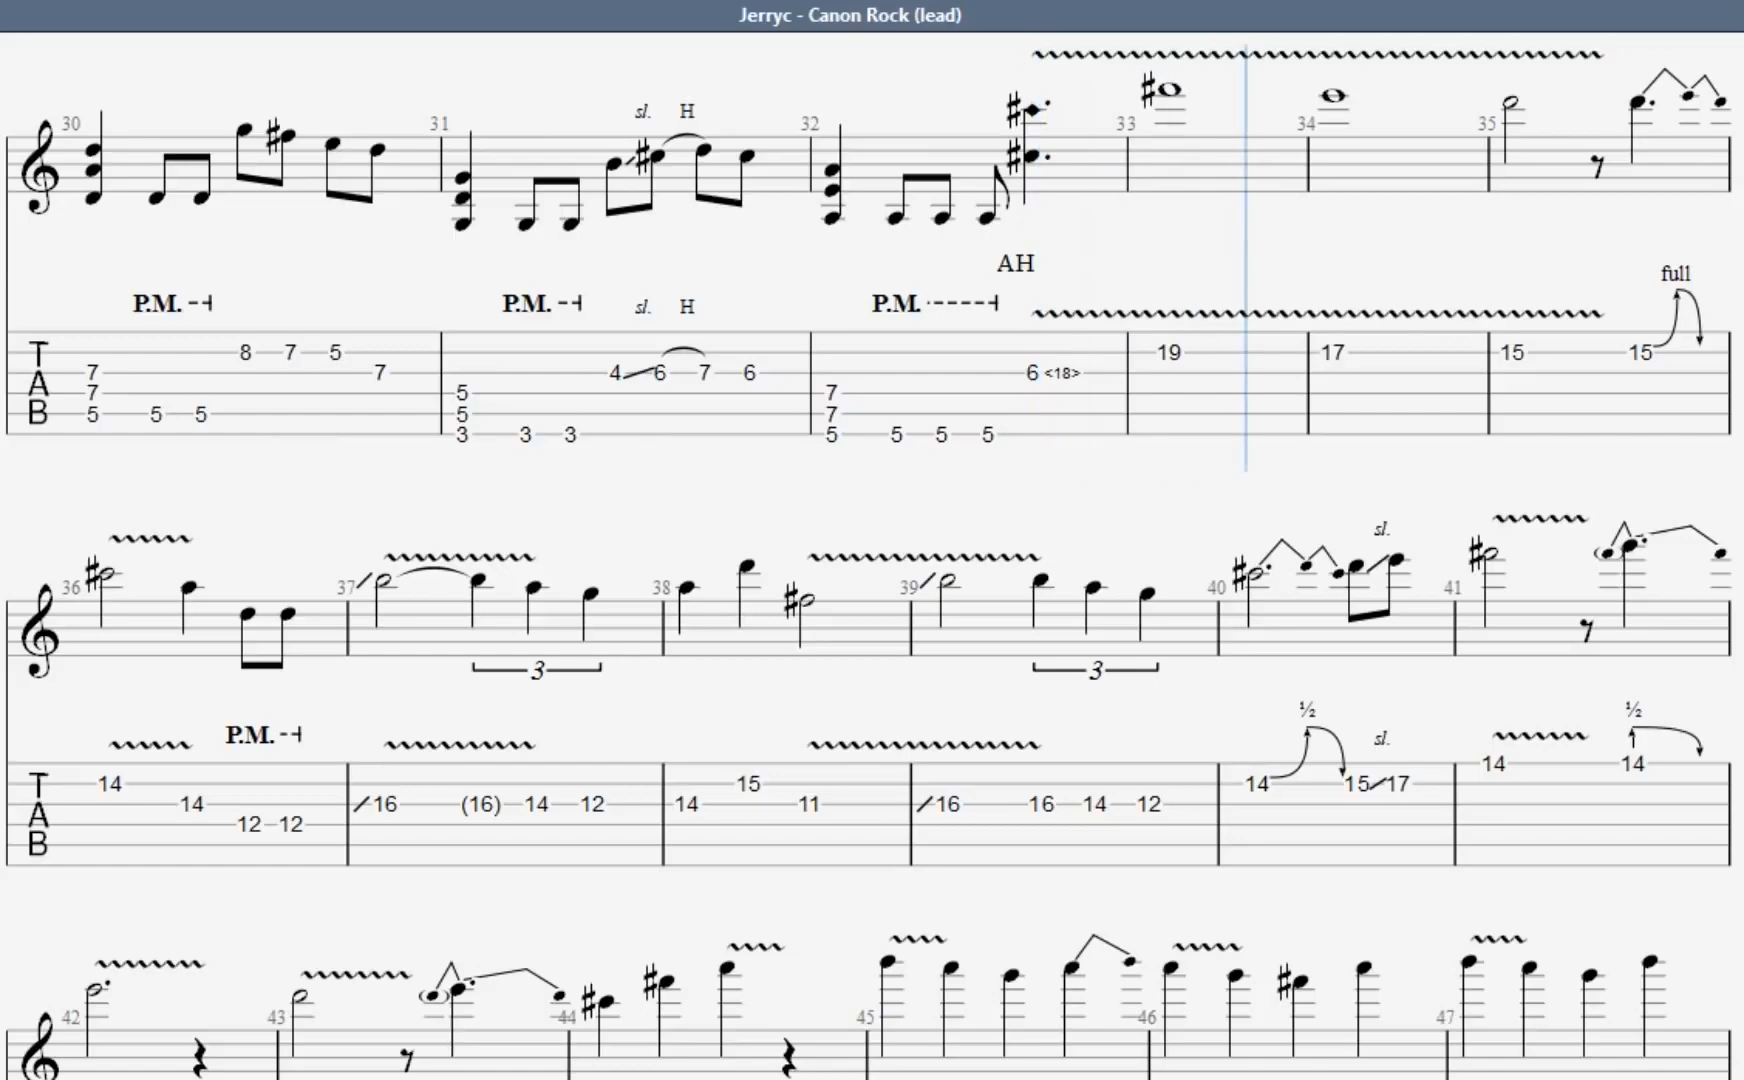 Jerryc - Canon Rock (lead)
30 31 sl. H 32 33 34 35
AH
P.M. P.M. sl. H P.M. full
T A B
8 7 5 19 17 15 15
7 7 4 6 7 6 6 <18>
7 5 7
5 5 5 5 7
3 3 3 5 5 5 5
36 37 3 38 39 3 40 sl. 41
P.M. ½ sl. ½
T A B
14 14
14 15 14 15 17
14 16 (16) 14 12 14 11 16 16 14 12
12 12
42 43 44 45 46 47